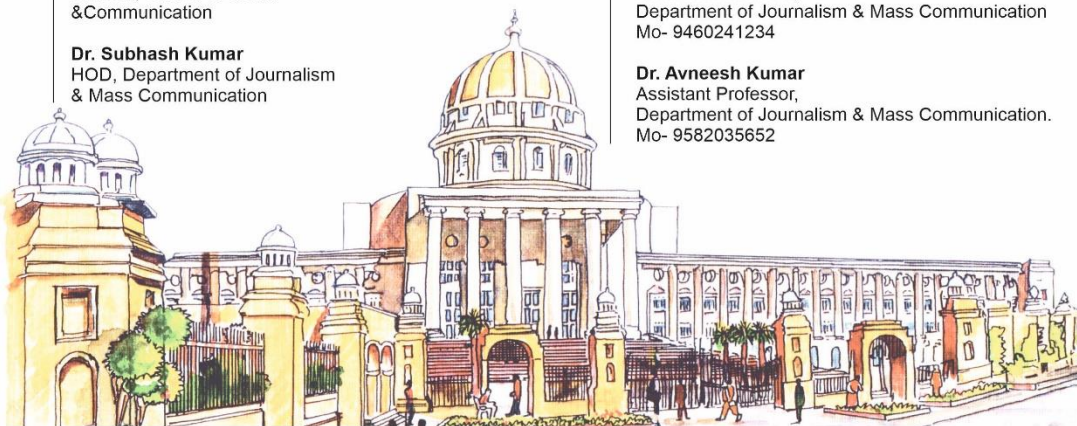 &Communication
Dr. Subhash Kumar
HOD, Department of Journalism
& Mass Communication
Department of Journalism & Mass Communication
Mo- 9460241234
Dr. Avneesh Kumar
Assistant Professor,
Department of Journalism & Mass Communication.
Mo- 9582035652